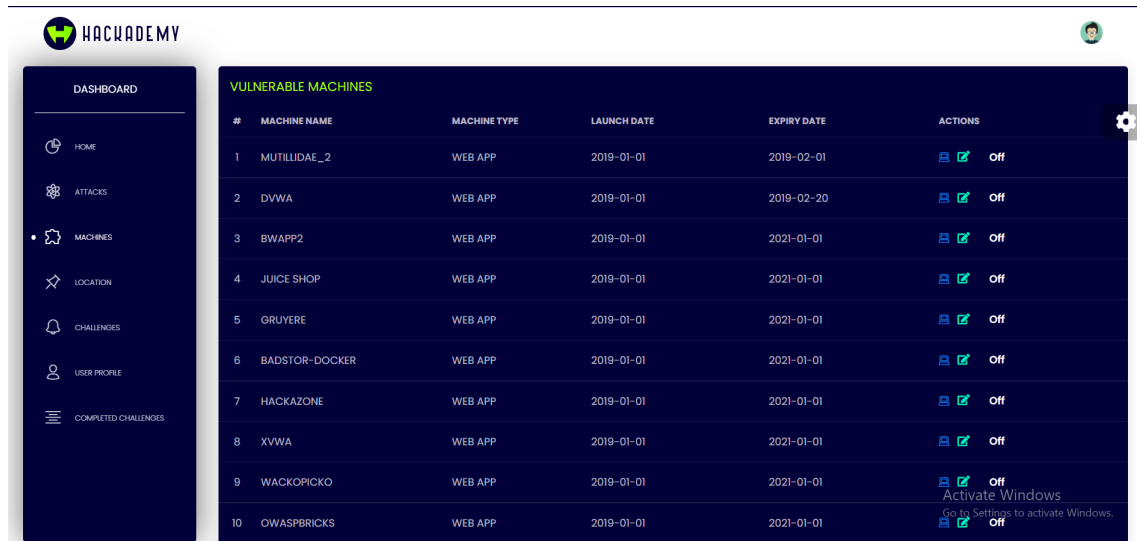 HACKADEMY
DASHBOARD
HOME
ATTACKS
MACHINES
LOCATION
CHALLENGES
USER PROFILE
COMPLETED CHALLENGES
VULNERABLE MACHINES
# MACHINE NAME MACHINE TYPE LAUNCH DATE EXPIRY DATE ACTIONS
1 MUTILLIDAE_2 WEB APP 2019-01-01 2019-02-01 Off
2 DVWA WEB APP 2019-01-01 2019-02-20 Off
3 BWAPP2 WEB APP 2019-01-01 2021-01-01 Off
4 JUICE SHOP WEB APP 2019-01-01 2021-01-01 Off
5 GRUYERE WEB APP 2019-01-01 2021-01-01 Off
6 BADSTOR-DOCKER WEB APP 2019-01-01 2021-01-01 Off
7 HACKAZONE WEB APP 2019-01-01 2021-01-01 Off
8 XVWA WEB APP 2019-01-01 2021-01-01 Off
9 WACKOPICKO WEB APP 2019-01-01 2021-01-01 Off
10 OWASPBRICKS WEB APP 2019-01-01 2021-01-01 Off
Activate Windows
Go to Settings to activate Windows.